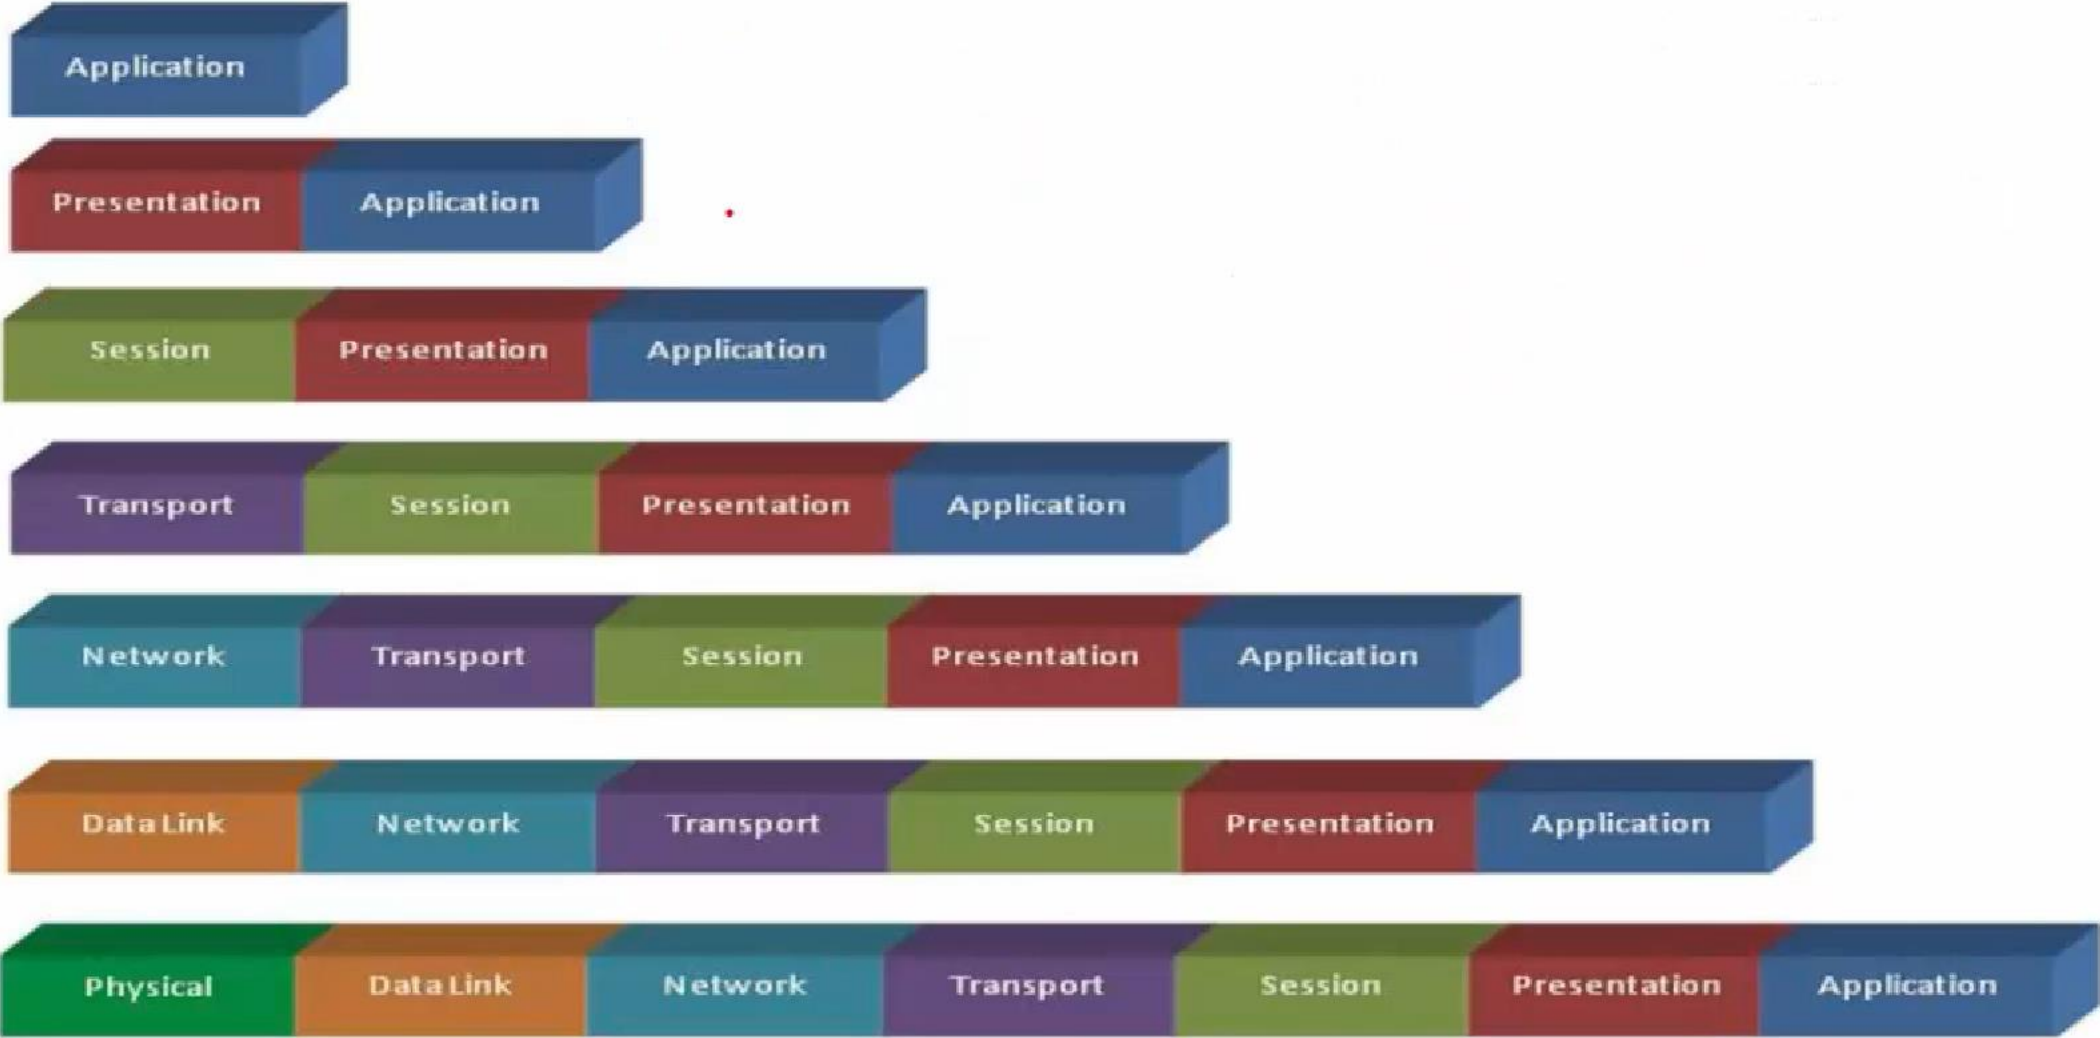 Application
Presentation Application
Session Presentation Application
Transport Session Presentation Application
Network Transport Session Presentation Application
Data Link Network Transport Session Presentation Application
Physical Data Link Network Transport Session Presentation Application